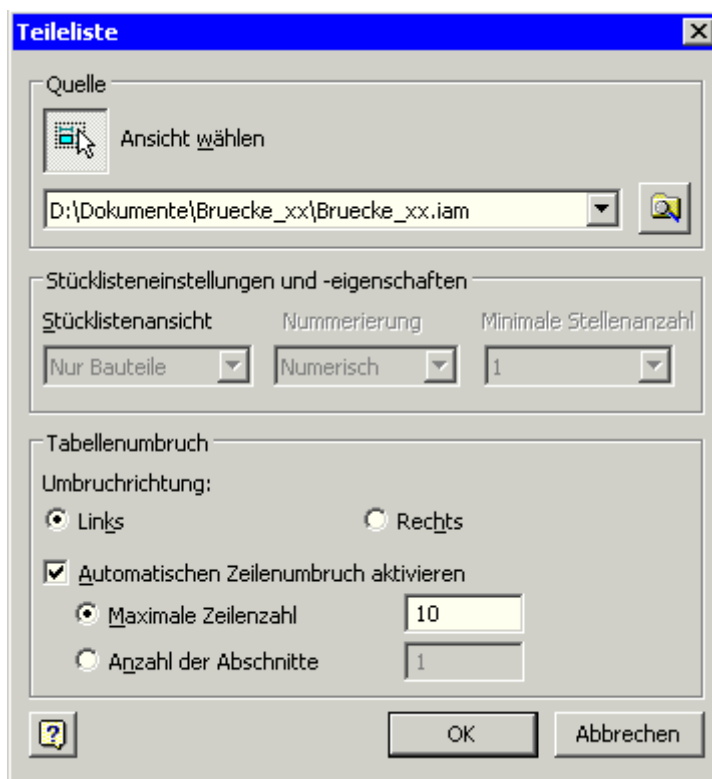 Teileliste
Quelle
Ansicht wählen
D:\Dokumente\Bruecke_xx\Bruecke_xx.iam
Stücklisteneinstellungen und -eigenschaften
Stücklistenansicht Nummerierung Minimale Stellenanzahl
Nur Bauteile Numerisch 1
Tabellenumbruch
Umbruchrichtung:
Links Rechts
Automatischen Zeilenumbruch aktivieren
Maximale Zeilenzahl 10
Anzahl der Abschnitte 1
? OK Abbrechen